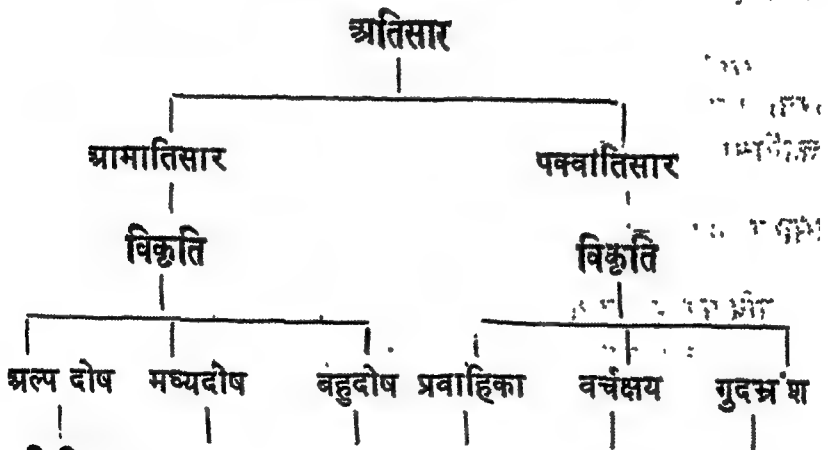 अतिसार
आमातिसार पक्वातिसार
विकृति विकृति
अल्प दोष मध्यदोष बहुदोष प्रवाहिका वर्चक्षय गुदभ्रंश